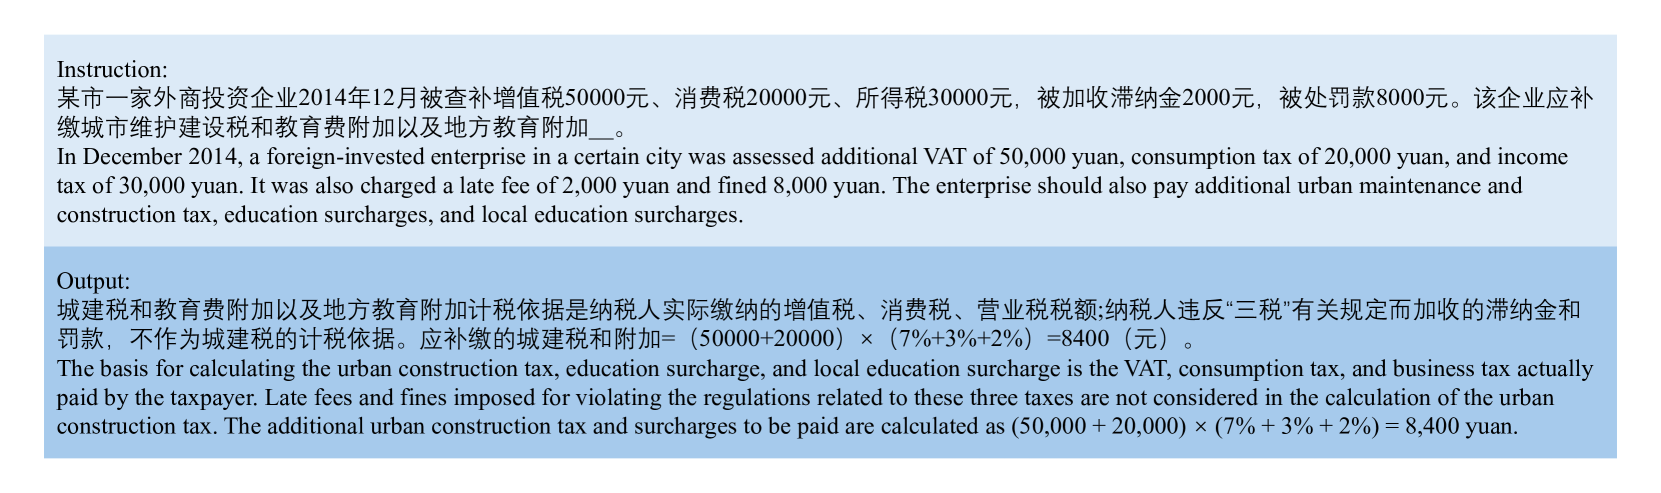 Instruction:
某市一家外商投资企业2014年12月被查补增值税50000元、消费税20000元、所得税30000元，被加收滞纳金2000元，被处罚款8000元。该企业应补
缴城市维护建设税和教育费附加以及地方教育附加__。
In December 2014, a foreign-invested enterprise in a certain city was assessed additional VAT of 50,000 yuan, consumption tax of 20,000 yuan, and income
tax of 30,000 yuan. It was also charged a late fee of 2,000 yuan and fined 8,000 yuan. The enterprise should also pay additional urban maintenance and
construction tax, education surcharges, and local education surcharges.
Output:
城建税和教育费附加以及地方教育附加计税依据是纳税人实际缴纳的增值税、消费税、营业税税额;纳税人违反“三税”有关规定而加收的滞纳金和
罚款，不作为城建税的计税依据。应补缴的城建税和附加=（50000+20000）×（7%+3%+2%）=8400（元）。
The basis for calculating the urban construction tax, education surcharge, and local education surcharge is the VAT, consumption tax, and business tax actually
paid by the taxpayer. Late fees and fines imposed for violating the regulations related to these three taxes are not considered in the calculation of the urban
construction tax. The additional urban construction tax and surcharges to be paid are calculated as (50,000 + 20,000) × (7% + 3% + 2%) = 8,400 yuan.